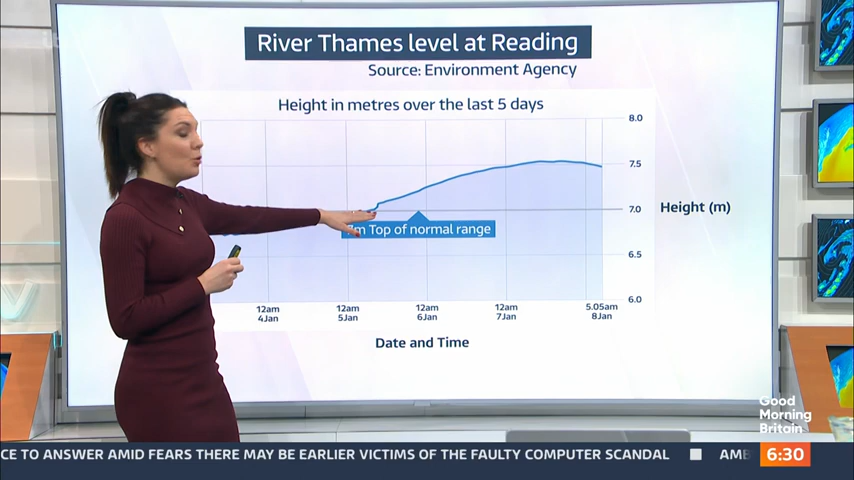 River Thames level at Reading
Source: Environment Agency
Height in metres over the last 5 days
8.0
7.5
7.0
6.5
6.0
Height (m)
Top of normal range
12am
4Jan
12am
5Jan
12am
6Jan
12am
7Jan
5.05am
8Jan
Date and Time
Good
Morning
Britain
CE TO ANSWER AMID FEARS THERE MAY BE EARLIER VICTIMS OF THE FAULTY COMPUTER SCANDAL AMB 6:30